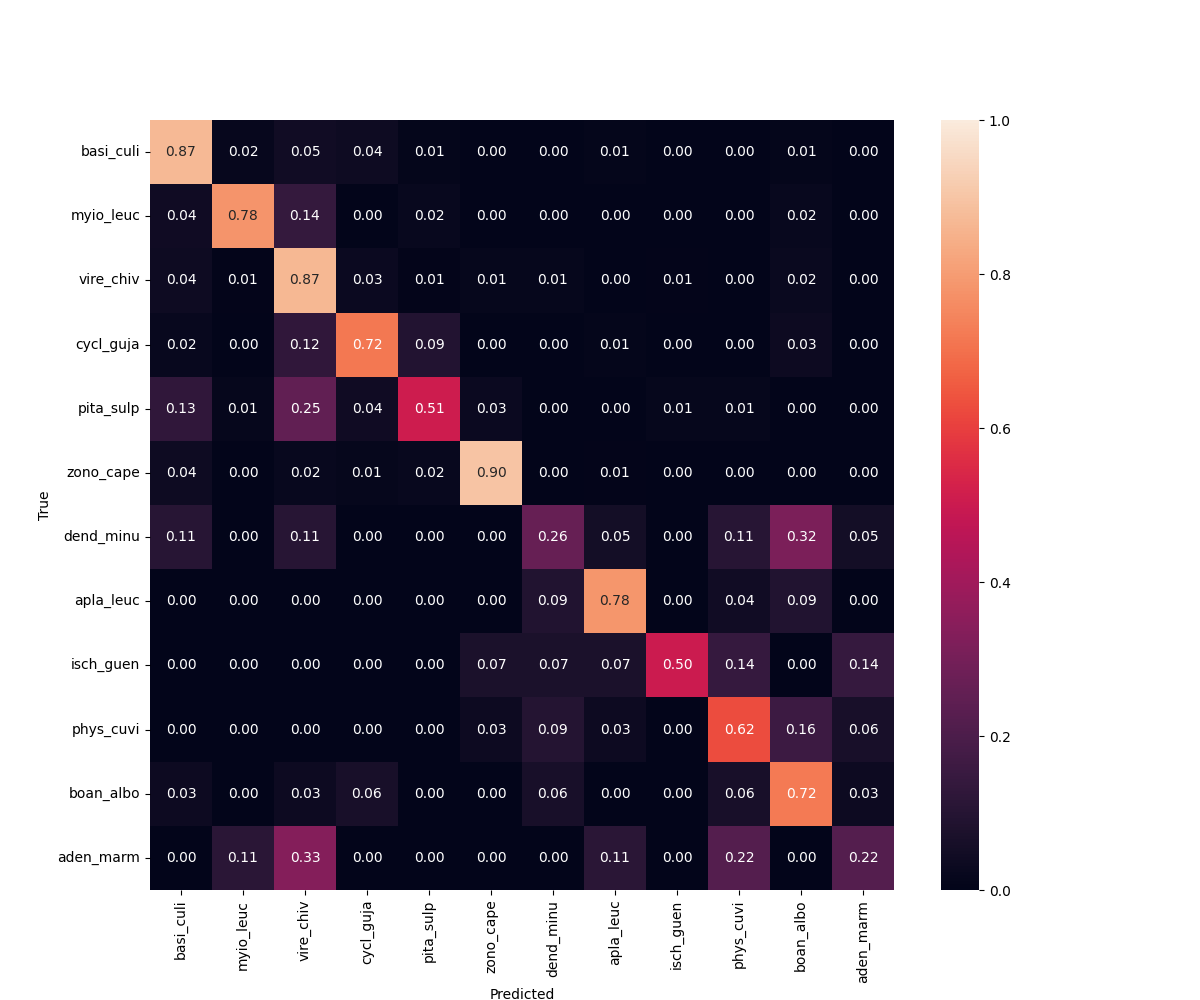 basi_culi 0.87 0.02 0.05 0.04 0.01 0.00 0.00 0.01 0.00 0.00 0.01 0.00
myio_leuc 0.04 0.78 0.14 0.00 0.02 0.00 0.00 0.00 0.00 0.00 0.02 0.00
vire_chiv 0.04 0.01 0.87 0.03 0.01 0.01 0.01 0.00 0.01 0.00 0.02 0.00
cycl_guja 0.02 0.00 0.12 0.72 0.09 0.00 0.00 0.01 0.00 0.00 0.03 0.00
pita_sulp 0.13 0.01 0.25 0.04 0.51 0.03 0.00 0.00 0.01 0.01 0.00 0.00
zono_cape 0.04 0.00 0.02 0.01 0.02 0.90 0.00 0.01 0.00 0.00 0.00 0.00
dend_minu 0.11 0.00 0.11 0.00 0.00 0.00 0.26 0.05 0.00 0.11 0.32 0.05
apla_leuc 0.00 0.00 0.00 0.00 0.00 0.00 0.09 0.78 0.00 0.04 0.09 0.00
isch_guen 0.00 0.00 0.00 0.00 0.00 0.07 0.07 0.07 0.50 0.14 0.00 0.14
phys_cuvi 0.00 0.00 0.00 0.00 0.00 0.03 0.09 0.03 0.00 0.62 0.16 0.06
boan_albo 0.03 0.00 0.03 0.06 0.00 0.00 0.06 0.00 0.00 0.06 0.72 0.03
aden_marm 0.00 0.11 0.33 0.00 0.00 0.00 0.00 0.11 0.00 0.22 0.00 0.22
basi_culi myio_leuc vire_chiv cycl_guja pita_sulp zono_cape dend_minu apla_leuc isch_guen phys_cuvi boan_albo aden_marm
Predicted
True
1.0
0.8
0.6
0.4
0.2
0.0